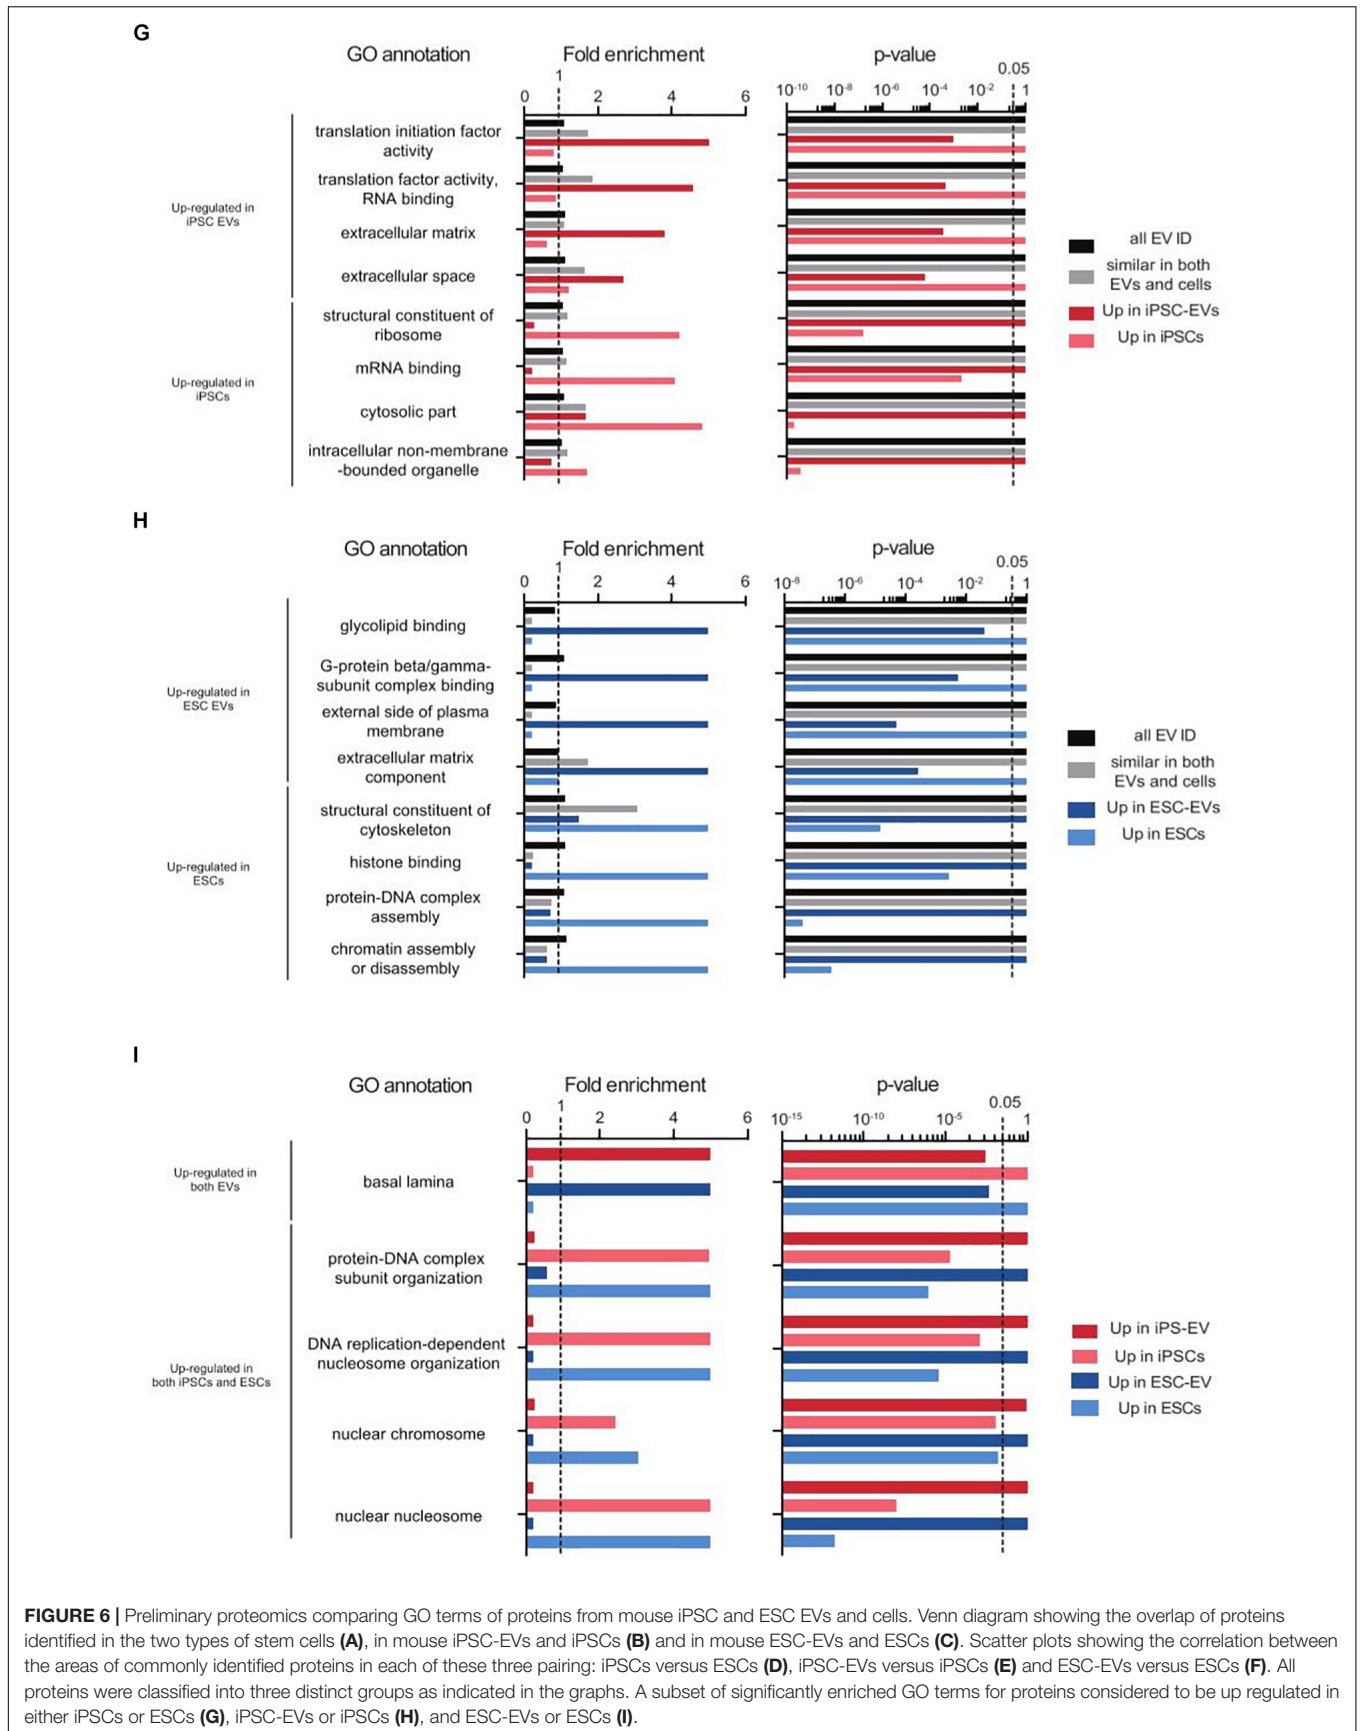 G
GO annotation Fold enrichment p-value
1 0.05
0 2 4 6 10⁻¹⁰ 10⁻⁸ 10⁻⁶ 10⁻⁴ 10⁻² 1
translation initiation factor
activity
translation factor activity,
RNA binding
Up-regulated in
iPSC EVs
extracellular matrix
extracellular space
structural constituent of
ribosome
mRNA binding
Up-regulated in
iPSCs
cytosolic part
intracellular non-membrane
-bounded organelle
all EV ID
similar in both
EVs and cells
Up in iPSC-EVs
Up in iPSCs
H
GO annotation Fold enrichment p-value
1 0.05
0 2 4 6 10⁻⁸ 10⁻⁶ 10⁻⁴ 10⁻² 1
glycolipid binding
G-protein beta/gamma-
subunit complex binding
Up-regulated in
ESC EVs
external side of plasma
membrane
extracellular matrix
component
structural constituent of
cytoskeleton
histone binding
Up-regulated in
ESCs
protein-DNA complex
assembly
chromatin assembly
or disassembly
all EV ID
similar in both
EVs and cells
Up in ESC-EVs
Up in ESCs
I
GO annotation Fold enrichment p-value
1 0.05
0 2 4 6 10⁻¹⁵ 10⁻¹⁰ 10⁻⁵ 1
Up-regulated in
both EVs
basal lamina
protein-DNA complex
subunit organization
DNA replication-dependent
nucleosome organization
Up-regulated in
both iPSCs and ESCs
nuclear chromosome
nuclear nucleosome
Up in iPS-EV
Up in iPSCs
Up in ESC-EV
Up in ESCs
FIGURE 6 | Preliminary proteomics comparing GO terms of proteins from mouse iPSC and ESC EVs and cells. Venn diagram showing the overlap of proteins
identified in the two types of stem cells (A), in mouse iPSC-EVs and iPSCs (B) and in mouse ESC-EVs and ESCs (C). Scatter plots showing the correlation between
the areas of commonly identified proteins in each of these three pairing: iPSCs versus ESCs (D), iPSC-EVs versus iPSCs (E) and ESC-EVs versus ESCs (F). All
proteins were classified into three distinct groups as indicated in the graphs. A subset of significantly enriched GO terms for proteins considered to be up regulated in
either iPSCs or ESCs (G), iPSC-EVs or iPSCs (H), and ESC-EVs or ESCs (I).